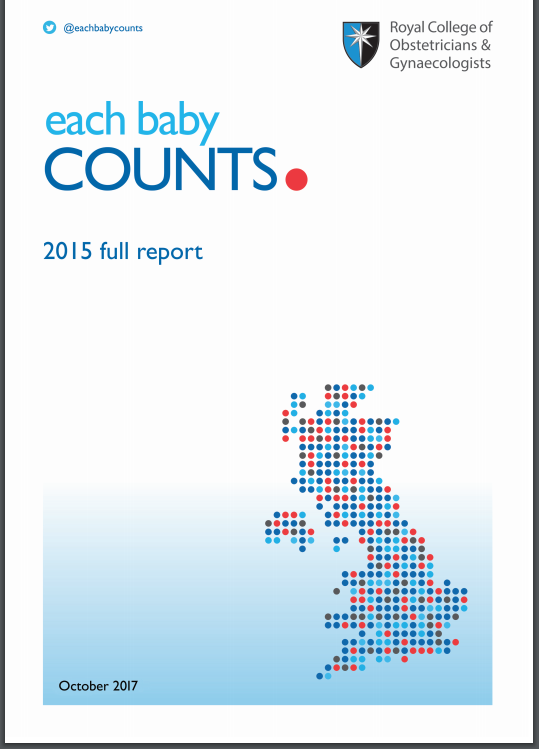 @eachbabycounts
Royal College of
Obstetricians &
Gynaecologists
each baby
COUNTS.
2015 full report
October 2017